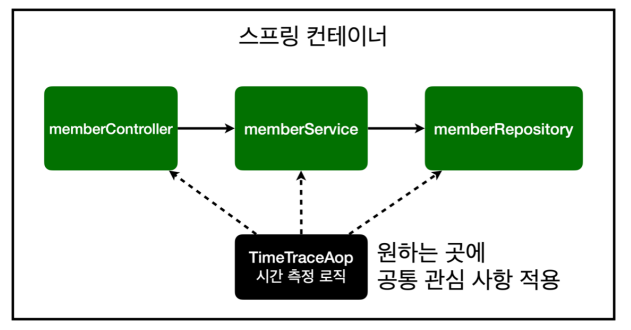 스프링 컨테이너
memberController
memberService
memberRepository
TimeTraceAop
시간 측정 로직
원하는 곳에
공통 관심 사항 적용